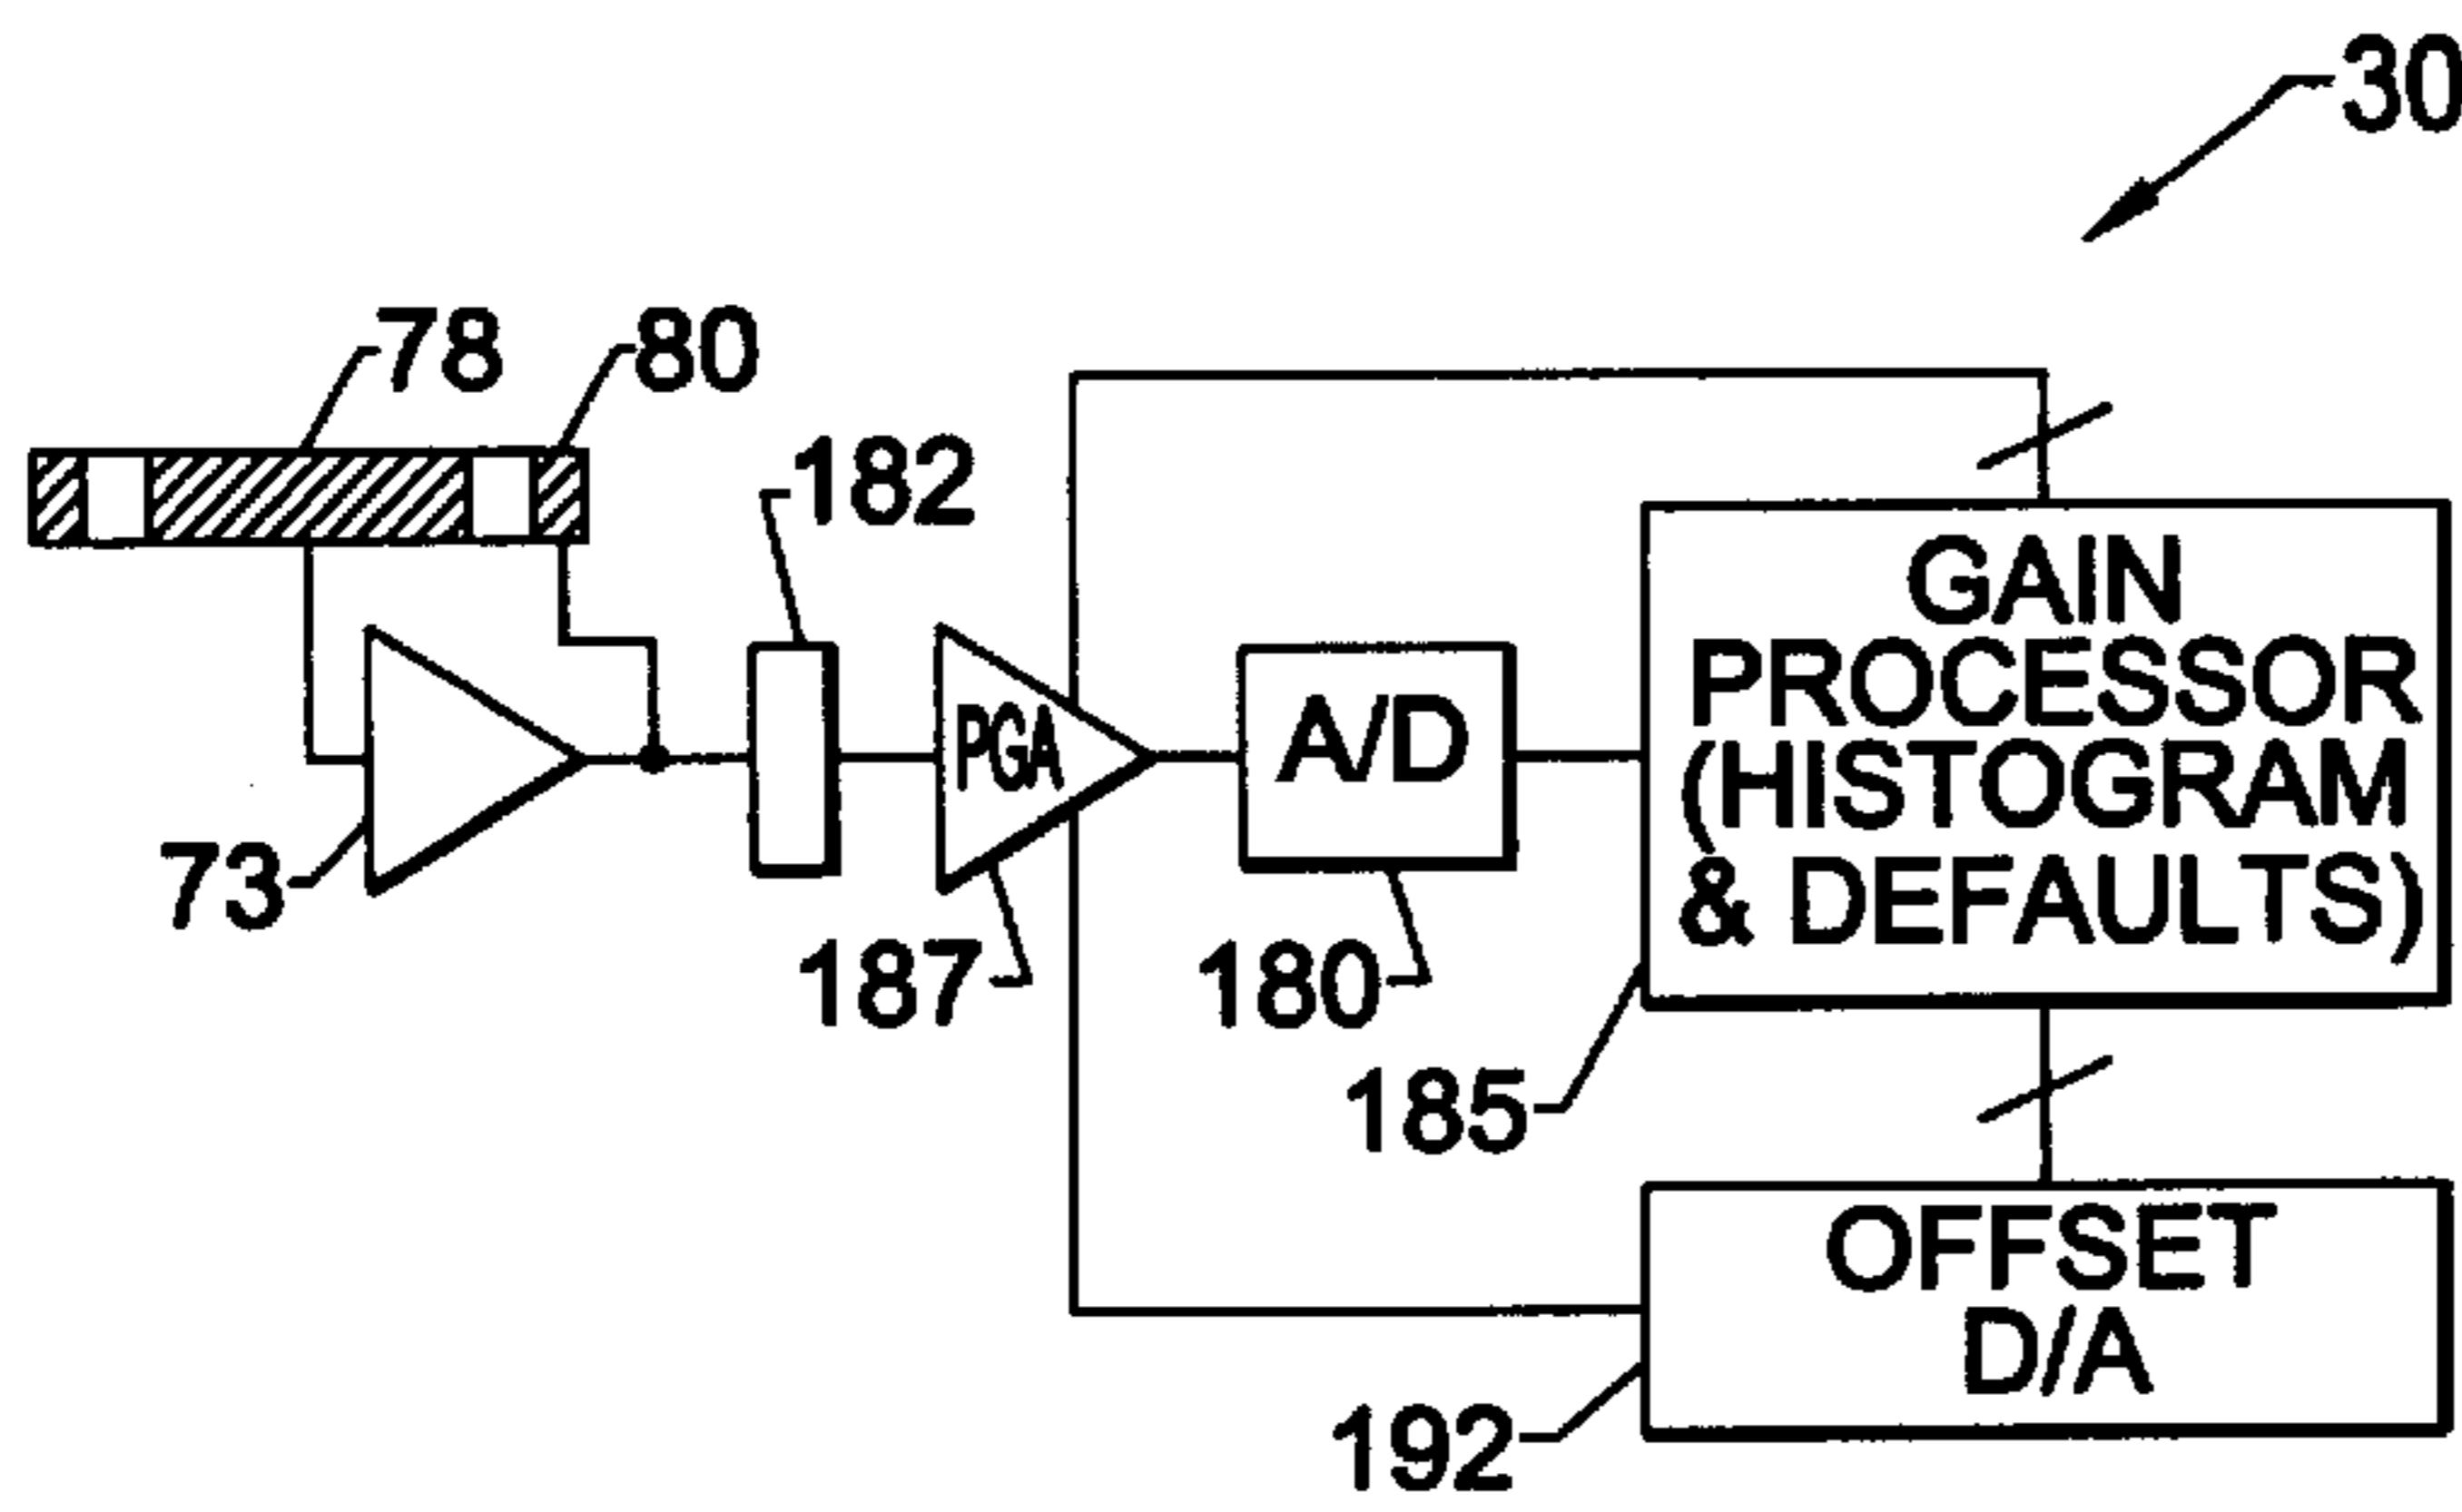 30
78
80
182
PGA
A/D
GAIN
PROCESSOR
(HISTOGRAM
& DEFAULTS)
73
187
180
185
OFFSET
D/A
192